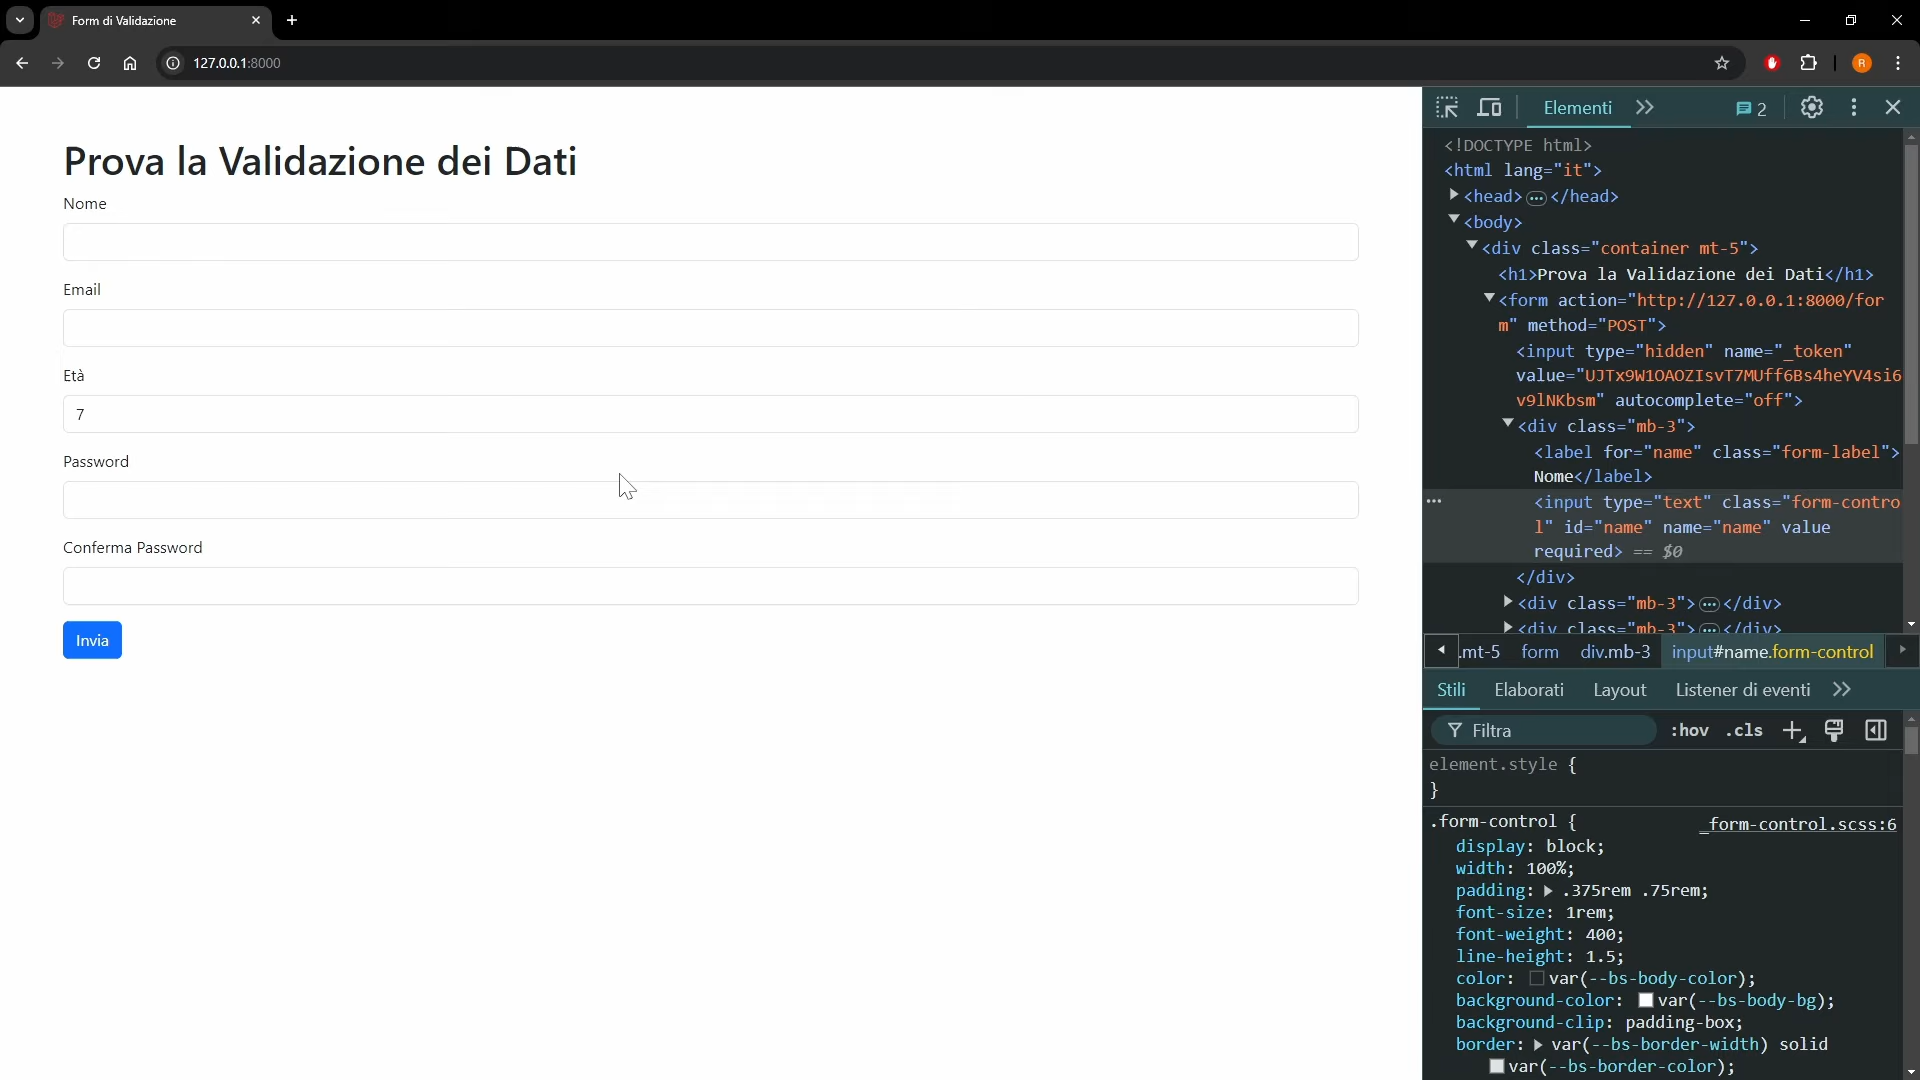 Form di Validazione
127.0.0.1:8000
R
Prova la Validazione dei Dati
Nome
Email
Età
7
Password
Conferma Password
Invia
Elementi
2
<!DOCTYPE html>
<html lang="it">
<head> … </head>
<body>
<div class="container mt-5">
<h1>Prova la Validazione dei Dati</h1>
<form action="http://127.0.0.1:8000/for
m" method="POST">
<input type="hidden" name="_token"
value="UJTx9W1OAOZIsvT7MUff6Bs4heYV4si6
v9lNKbsm" autocomplete="off">
<div class="mb-3">
<label for="name" class="form-label">
Nome</label>
<input type="text" class="form-contro
l" id="name" name="name" value
required> == $0
</div>
<div class="mb-3"> … </div>
<div class="mb-3"> … </div>
.mt-5 form div.mb-3 input#name.form-control
Stili Elaborati Layout Listener di eventi
Filtra :hov .cls
element.style {
}
.form-control { _form-control.scss:6
display: block;
width: 100%;
padding: .375rem .75rem;
font-size: 1rem;
font-weight: 400;
line-height: 1.5;
color: var(--bs-body-color);
background-color: var(--bs-body-bg);
background-clip: padding-box;
border: var(--bs-border-width) solid
var(--bs-border-color);